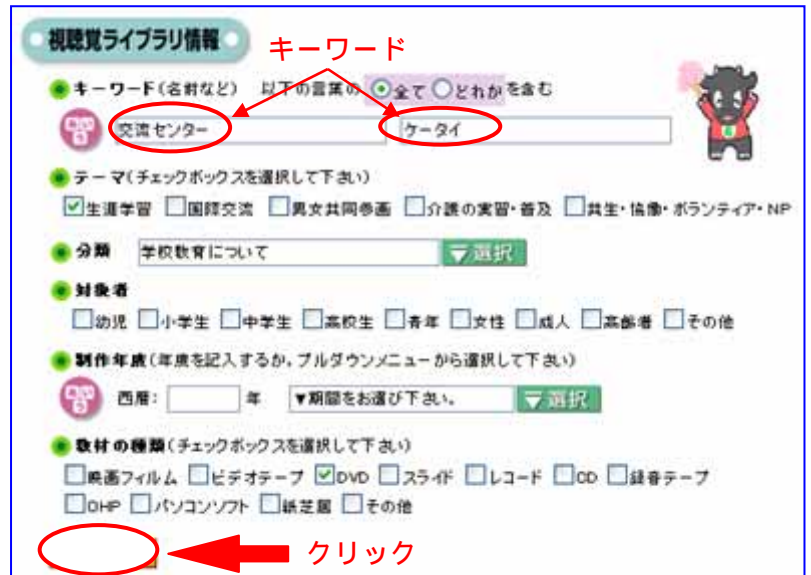 視聴覚ライブラリ情報
キーワード
キーワード(名前など) 以下の言葉の 全て どれか を含む
交流センター ケータイ
テーマ(チェックボックスを選択して下さい)
生涯学習 国際交流 男女共同参画 介護の実習・普及 共生・協働・ボランティア・NP
分類 学校教育について ▼選択
対象者
幼児 小学生 中学生 高校生 青年 女性 成人 高齢者 その他
制作年度(年度を記入するか、プルダウンメニューから選択して下さい)
西暦: 年 ▼期間をお選び下さい。 ▼選択
取材の種類(チェックボックスを選択して下さい)
映画フィルム ビデオテープ DVD スライド レコード CD 録音テープ
OHP パソコンソフト 紙芝居 その他
クリック